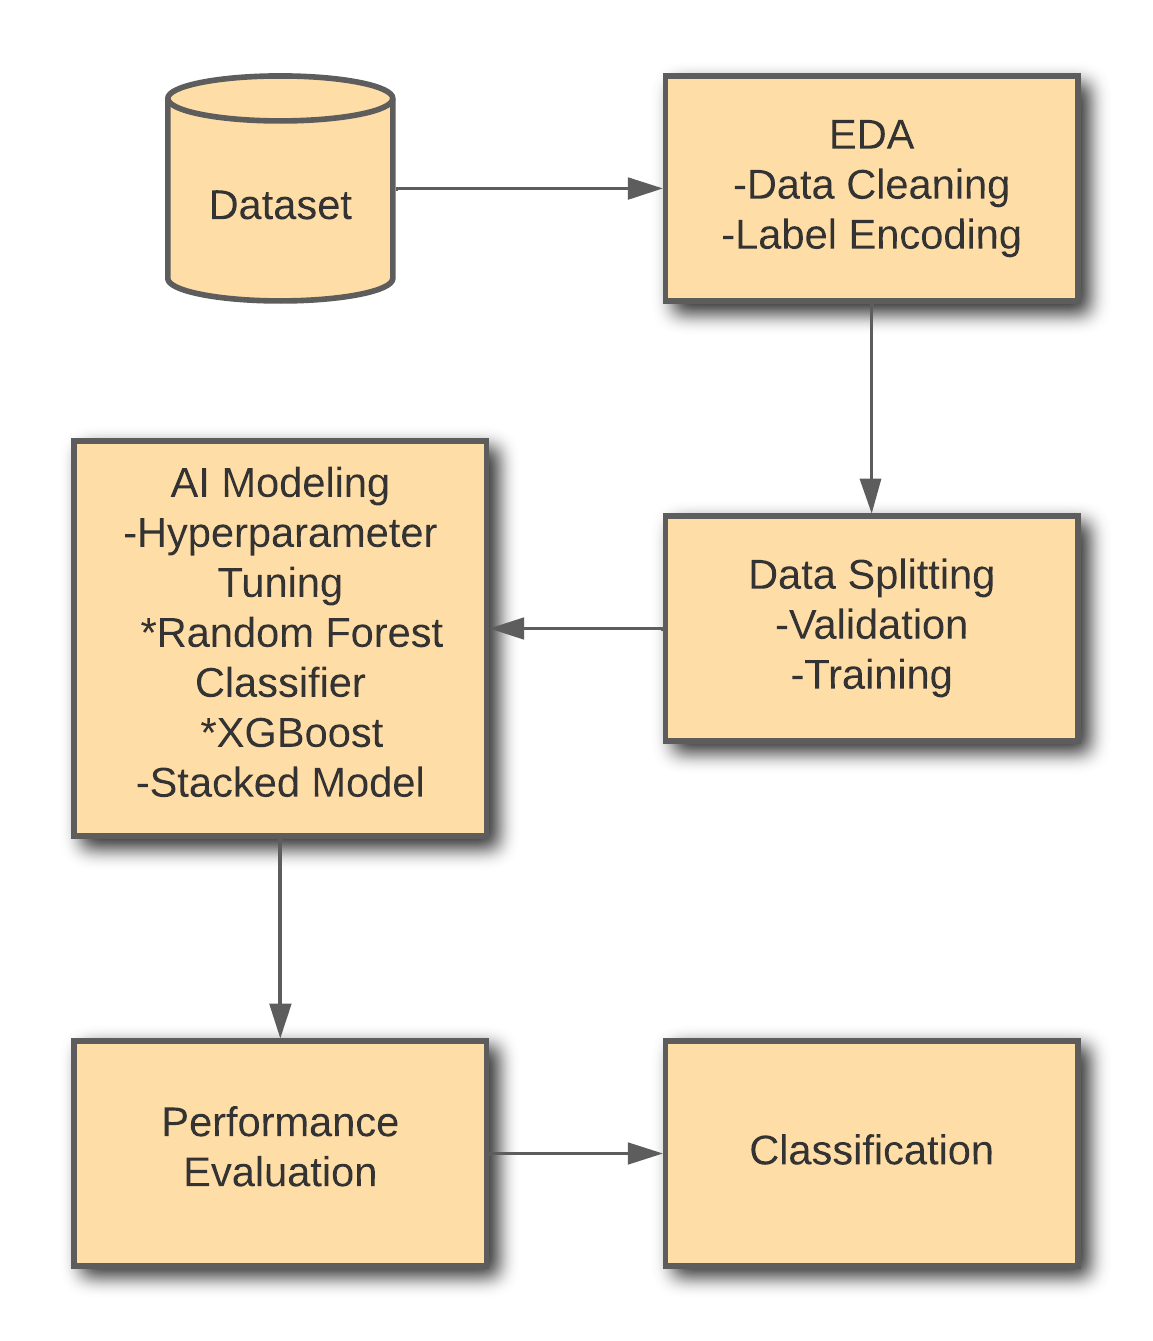 Dataset
EDA
-Data Cleaning
-Label Encoding
Data Splitting
-Validation
-Training
AI Modeling
-Hyperparameter
Tuning
*Random Forest
Classifier
*XGBoost
-Stacked Model
Performance
Evaluation
Classification